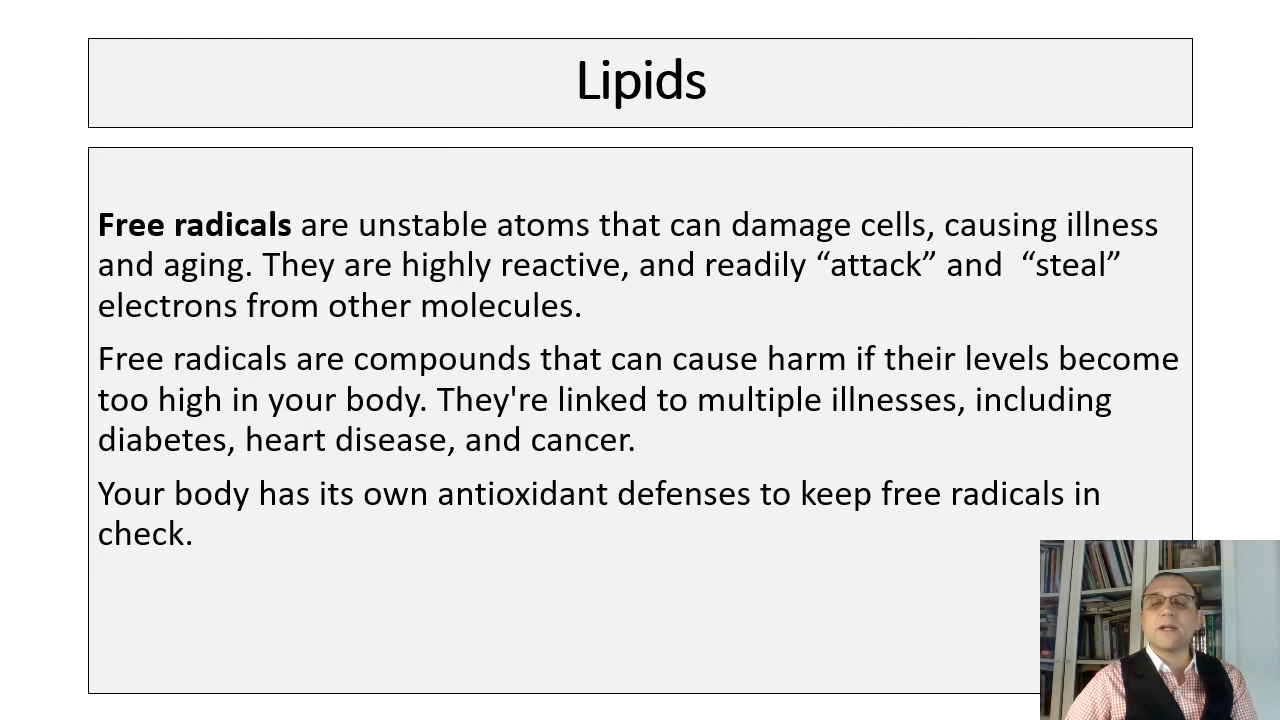 Lipids
Free radicals are unstable atoms that can damage cells, causing illness
and aging. They are highly reactive, and readily “attack” and  “steal”
electrons from other molecules.
Free radicals are compounds that can cause harm if their levels become
too high in your body. They're linked to multiple illnesses, including
diabetes, heart disease, and cancer.
Your body has its own antioxidant defenses to keep free radicals in
check.